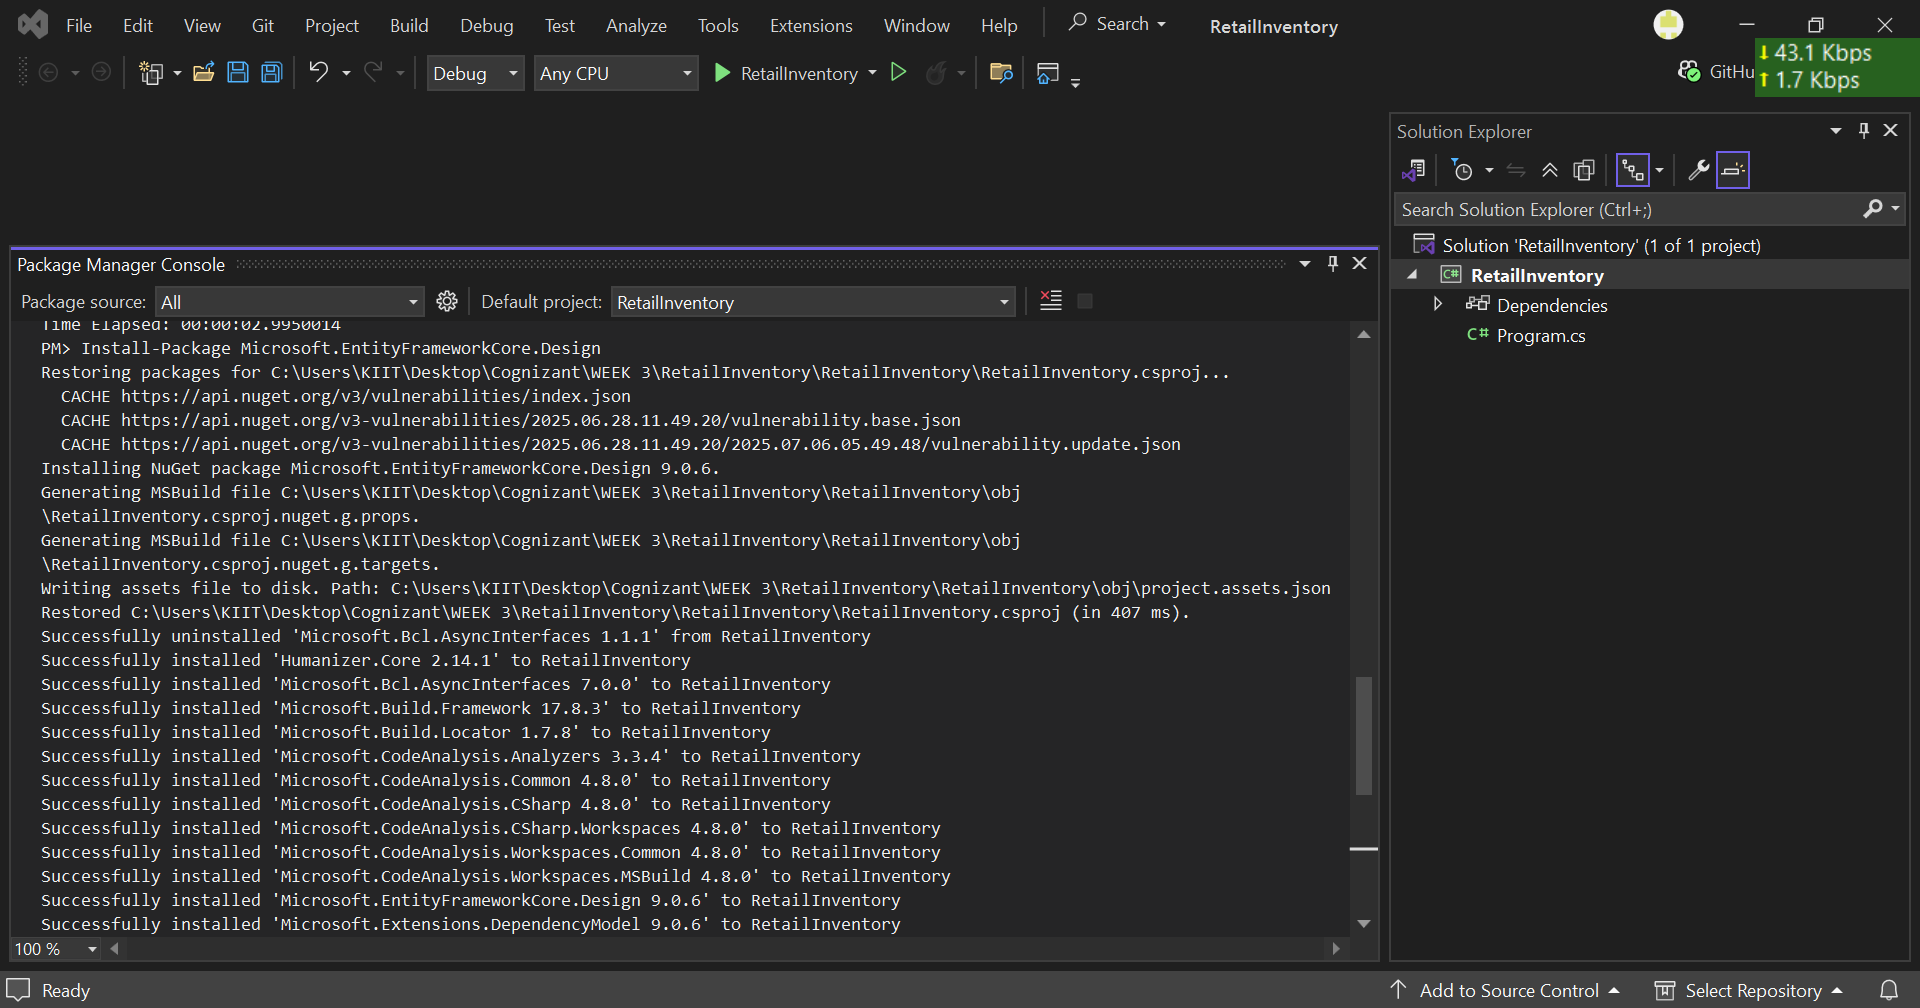 File Edit View Git Project Build Debug Test Analyze Tools Extensions Window Help Search RetailInventory
Debug Any CPU RetailInventory GitHu
↓ 43.1 Kbps
↑ 1.7 Kbps
Package Manager Console
Package source: All Default project: RetailInventory
Time Elapsed: 00:00:02.9950014
PM> Install-Package Microsoft.EntityFrameworkCore.Design
Restoring packages for C:\Users\KIIT\Desktop\Cognizant\WEEK 3\RetailInventory\RetailInventory\RetailInventory.csproj...
CACHE https://api.nuget.org/v3/vulnerabilities/index.json
CACHE https://api.nuget.org/v3-vulnerabilities/2025.06.28.11.49.20/vulnerability.base.json
CACHE https://api.nuget.org/v3-vulnerabilities/2025.06.28.11.49.20/2025.07.06.05.49.48/vulnerability.update.json
Installing NuGet package Microsoft.EntityFrameworkCore.Design 9.0.6.
Generating MSBuild file C:\Users\KIIT\Desktop\Cognizant\WEEK 3\RetailInventory\RetailInventory\obj
\RetailInventory.csproj.nuget.g.props.
Generating MSBuild file C:\Users\KIIT\Desktop\Cognizant\WEEK 3\RetailInventory\RetailInventory\obj
\RetailInventory.csproj.nuget.g.targets.
Writing assets file to disk. Path: C:\Users\KIIT\Desktop\Cognizant\WEEK 3\RetailInventory\RetailInventory\obj\project.assets.json
Restored C:\Users\KIIT\Desktop\Cognizant\WEEK 3\RetailInventory\RetailInventory\RetailInventory.csproj (in 407 ms).
Successfully uninstalled 'Microsoft.Bcl.AsyncInterfaces 1.1.1' from RetailInventory
Successfully installed 'Humanizer.Core 2.14.1' to RetailInventory
Successfully installed 'Microsoft.Bcl.AsyncInterfaces 7.0.0' to RetailInventory
Successfully installed 'Microsoft.Build.Framework 17.8.3' to RetailInventory
Successfully installed 'Microsoft.Build.Locator 1.7.8' to RetailInventory
Successfully installed 'Microsoft.CodeAnalysis.Analyzers 3.3.4' to RetailInventory
Successfully installed 'Microsoft.CodeAnalysis.Common 4.8.0' to RetailInventory
Successfully installed 'Microsoft.CodeAnalysis.CSharp 4.8.0' to RetailInventory
Successfully installed 'Microsoft.CodeAnalysis.CSharp.Workspaces 4.8.0' to RetailInventory
Successfully installed 'Microsoft.CodeAnalysis.Workspaces.Common 4.8.0' to RetailInventory
Successfully installed 'Microsoft.CodeAnalysis.Workspaces.MSBuild 4.8.0' to RetailInventory
Successfully installed 'Microsoft.EntityFrameworkCore.Design 9.0.6' to RetailInventory
Successfully installed 'Microsoft.Extensions.DependencyModel 9.0.6' to RetailInventory
100 %
Solution Explorer
Search Solution Explorer (Ctrl+;)
Solution 'RetailInventory' (1 of 1 project)
C# RetailInventory
Dependencies
C# Program.cs
Ready Add to Source Control Select Repository